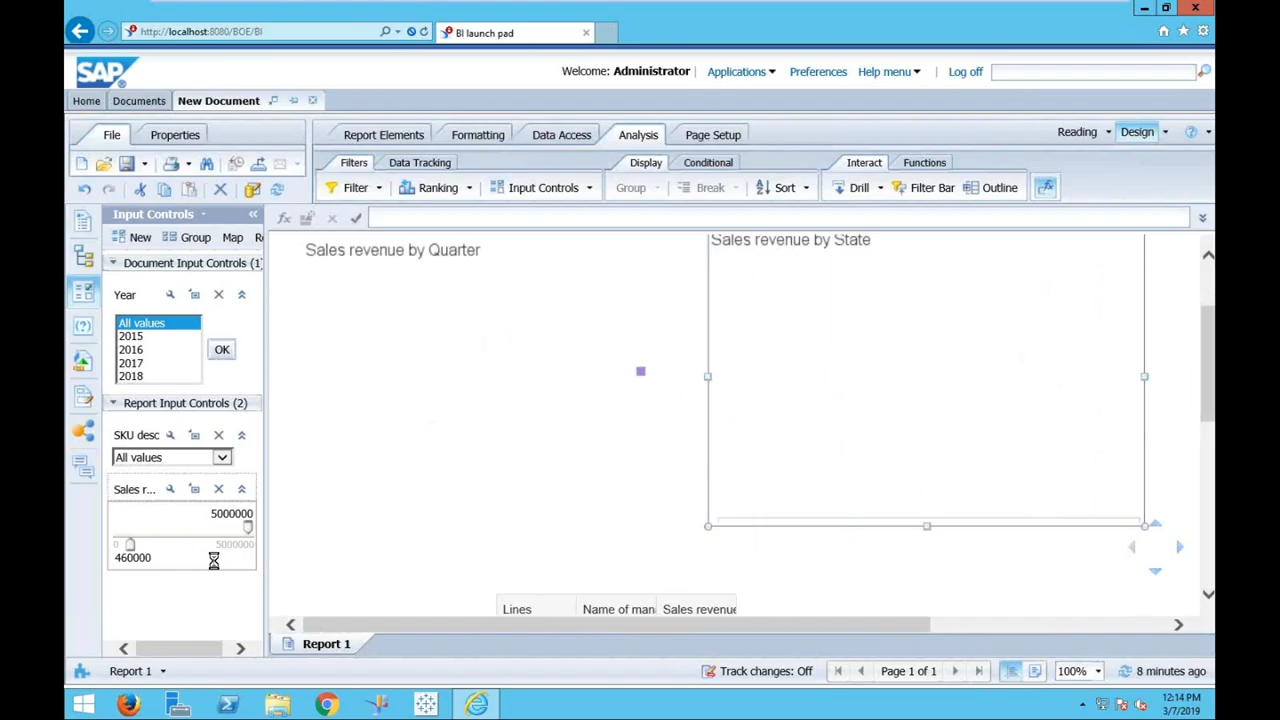 http://localhost:8080/BOE/BI
BI launch pad
SAP
Welcome: Administrator
Applications
Preferences
Help menu
Log off
Home
Documents
New Document
File
Properties
Report Elements
Formatting
Data Access
Analysis
Page Setup
Reading
Design
Filters
Data Tracking
Display
Conditional
Interact
Functions
Filter
Ranking
Input Controls
Group
Break
Sort
Drill
Filter Bar
Outline
Input Controls
New
Group
Map
Re
Document Input Controls (1)
Year
All values
2015
2016
2017
2018
OK
Report Input Controls (2)
SKU desc
All values
Sales r...
5000000
0
5000000
460000
Sales revenue by Quarter
Sales revenue by State
Lines
Name of man
Sales revenue
Report 1
Report 1
Track changes: Off
Page 1 of 1
100%
8 minutes ago
12:14 PM
3/7/2019